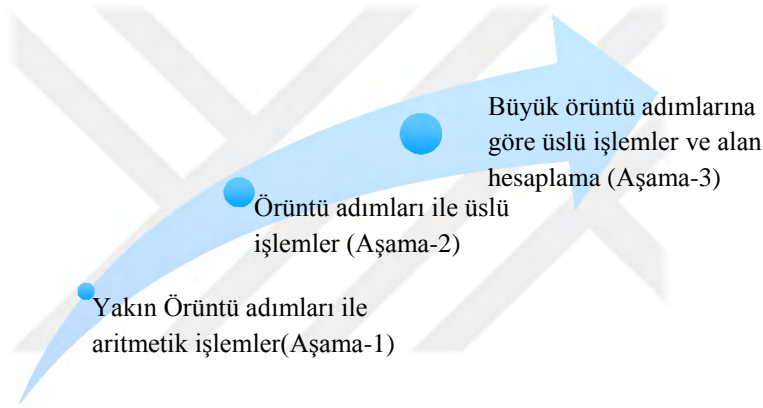 Büyük örüntü adımlarına
göre üslü işlemler ve alan
hesaplama (Aşama-3)
Örüntü adımları ile üslü
işlemler (Aşama-2)
Yakın Örüntü adımları ile
aritmetik işlemler(Aşama-1)